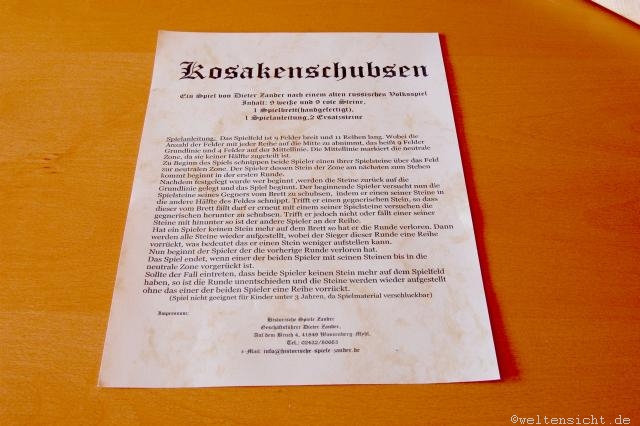 Kosakenschubsen
Ein Spiel von Dieter Zander nach einem alten russischen Volksspiel
Inhalt: 9 weiße und 9 rote Steine,
1 Spielbrett(handgefertigt),
1 Spielanleitung,2 Ersatzsteine
Spielanleitung, Das Spielfeld ist 9 Felder breit und 11 Reihen lang. Wobei die
Anzahl der Felder mit jeder Reihe auf die Mitte zu abnimmt, das heißt 9 Felder
Grundlinie und 4 Felder auf der Mittellinie. Die Mittellinie markiert die neutrale
Zone, da sie keiner Hälfte zugeteilt ist.
Zu Beginn des Spiels schnippen beide Spieler einen ihrer Spielsteine über das Feld
zur neutralen Zone. Der Spieler dessen Stein der Zone am nächsten zum Stehen
kommt beginnt in der ersten Runde.
Nachdem festgelegt wurde wer beginnt ,werden die Steine zurück auf die
Grundlinie gelegt und das Spiel beginnt. Der beginnende Spieler versucht nun die
Spielsteine seines Gegners vom Brett zu schubsen, indem er einen seiner Steine in
die andere Hälfte des Feldes schnippt. Trifft er einen gegnerischen Stein, so dass
dieser vom Brett fällt darf er erneut mit einem seiner Spielsteine versuchen die
gegnerischen herunter zu schubsen. Trifft er jedoch nicht oder fällt einer seiner
Steine mit hinunter so ist der andere Spieler an der Reihe.
Hat ein Spieler keinen Stein mehr auf dem Brett so hat er die Runde verloren. Dann
werden alle Steine wieder aufgestellt, wobei der Sieger dieser Runde eine Reihe
vorrückt, was bedeutet das er einen Stein weniger aufstellen kann.
Nun beginnt der Spieler der die vorherige Runde verloren hat.
Das Spiel endet, wenn einer der beiden Spieler mit seinen Steinen bis in die
neutrale Zone vorgerückt ist.
Sollte der Fall eintreten, dass beide Spieler keinen Stein mehr auf dem Spielfeld
haben, so ist die Runde unentschieden und die Steine werden wieder aufgestellt
ohne das einer der beiden Spieler eine Reihe vorrückt.
(Spiel nicht geeignet für Kinder unter 3 Jahren, da Spielmaterial verschluckbar)
Impressum:
Historische Spiele Zander
Geschäftsführer Dieter Zander,
Auf dem Bruch 4, 41849 Wassenberg-Myhl,
Tel.: 02432/80663
e-Mail: info@historische-spiele-zander.de
©weltensicht.de